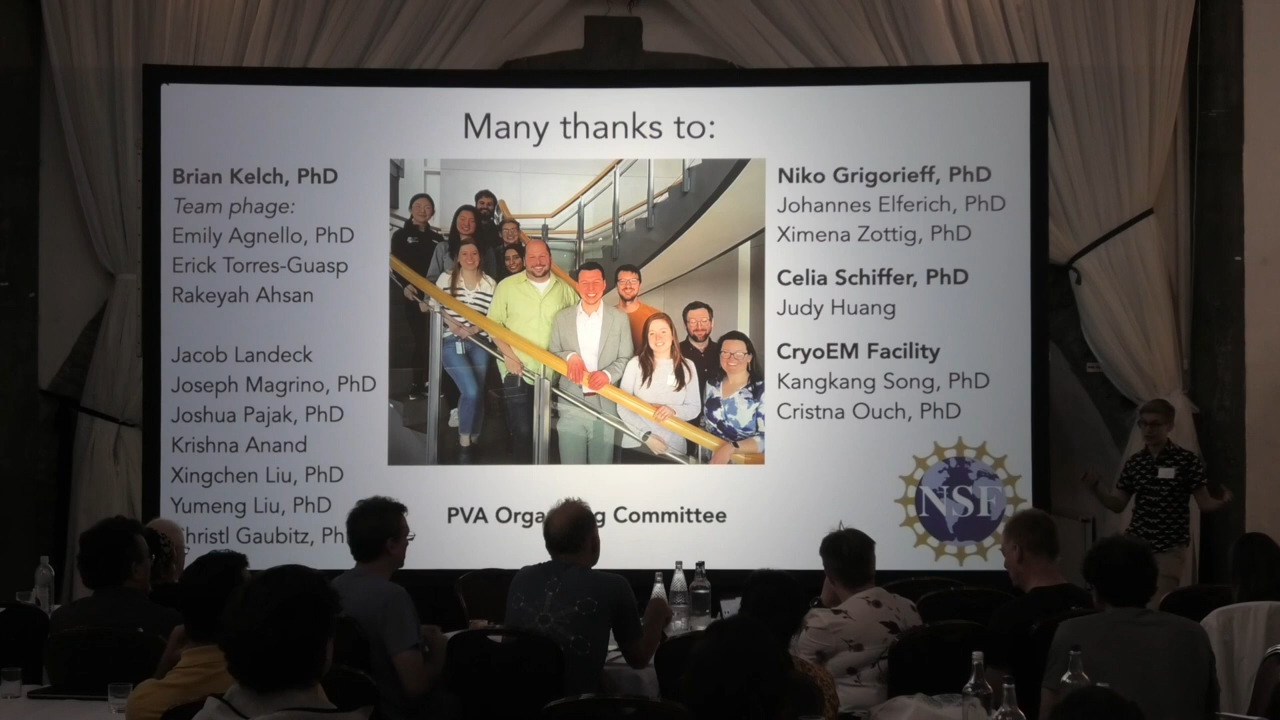 Many thanks to:
Brian Kelch, PhD
Team phage:
Emily Agnello, PhD
Erick Torres-Guasp
Rakeyah Ahsan
Jacob Landeck
Joseph Magrino, PhD
Joshua Pajak, PhD
Krishna Anand
Xingchen Liu, PhD
Yumeng Liu, PhD
Christl Gaubitz, Ph
Niko Grigorieff, PhD
Johannes Elferich, PhD
Ximena Zottig, PhD
Celia Schiffer, PhD
Judy Huang
CryoEM Facility
Kangkang Song, PhD
Cristna Ouch, PhD
PVA Committee
NSF